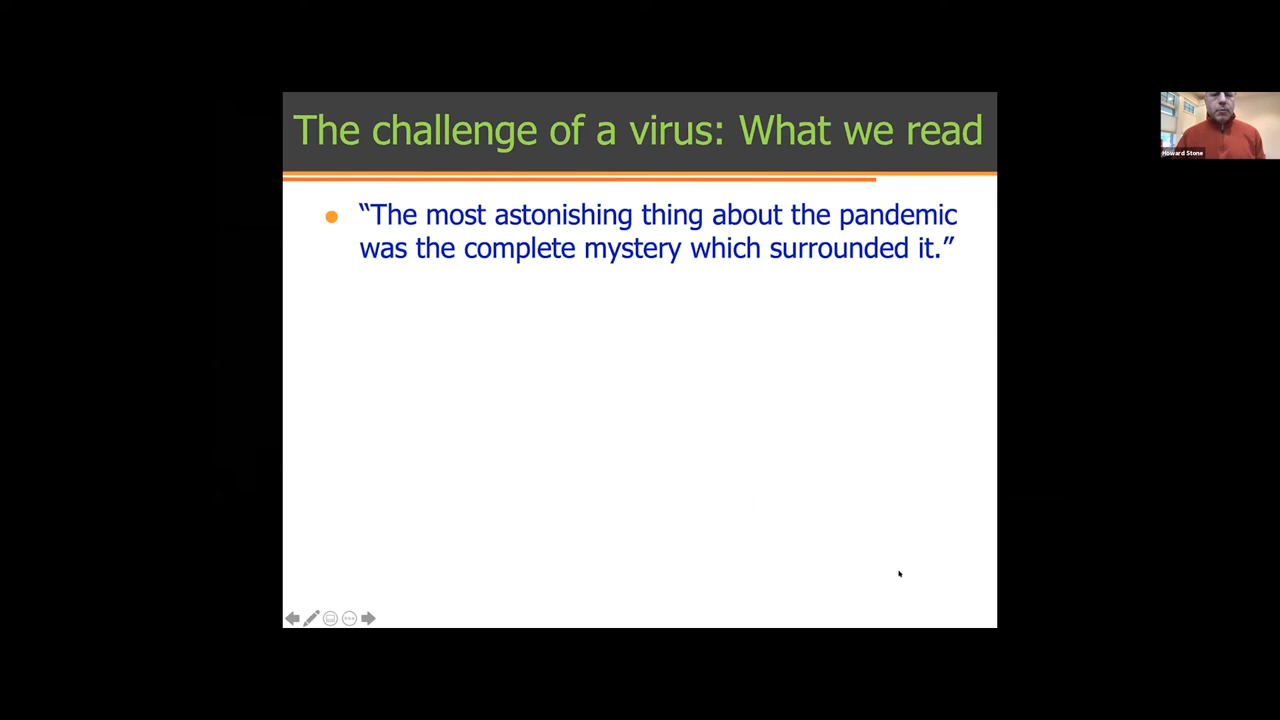 The challenge of a virus: What we read
“The most astonishing thing about the pandemic
was the complete mystery which surrounded it.”
Howard Stone